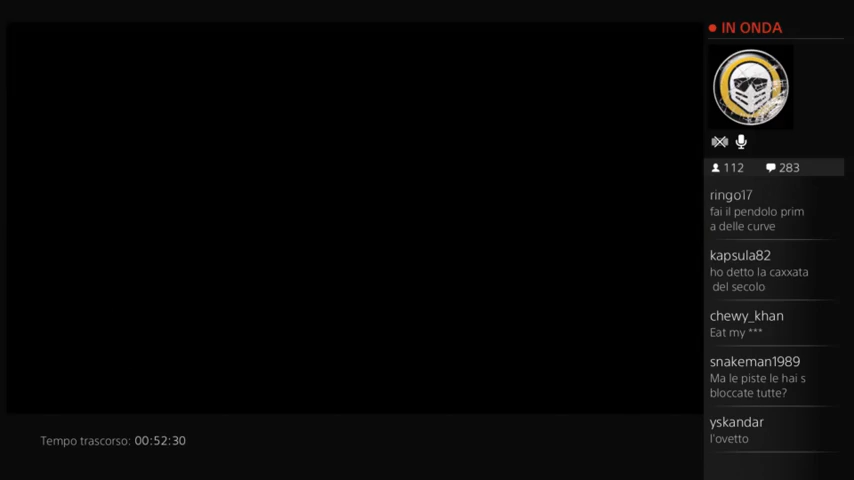 IN ONDA
112 283
ringo17
fai il pendolo prim
a delle curve
kapsula82
ho detto la caxxata
del secolo
chewy_khan
Eat my ***
snakeman1989
Ma le piste le hai s
bloccate tutte?
yskandar
l'ovetto
Tempo trascorso: 00:52:30